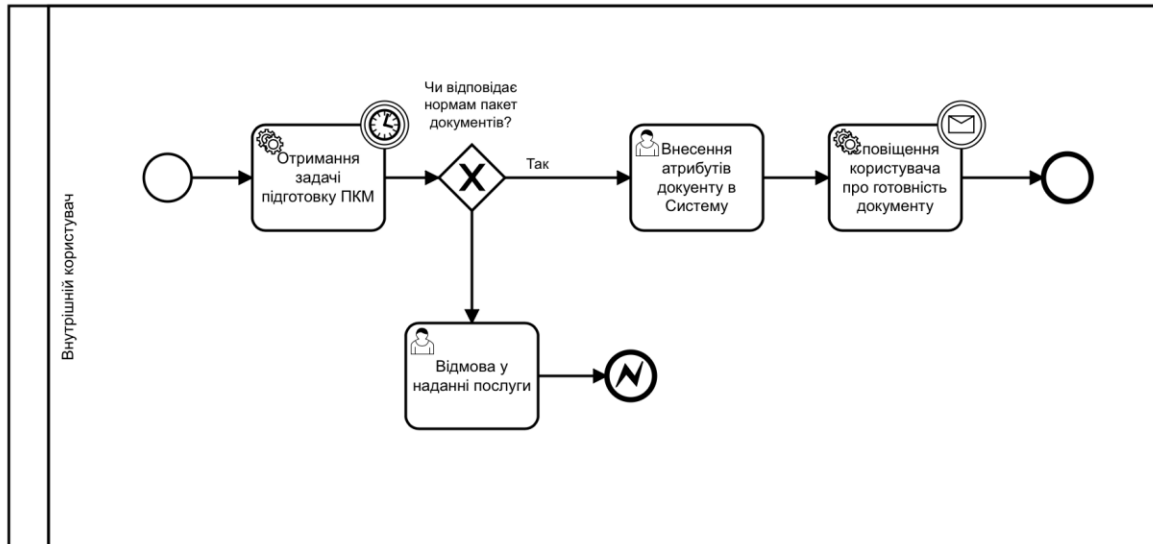 Внутрішній користувач
Отримання
задачі
підготовку ПКМ
Чи відповідає
нормам пакет
документів?
Так
Внесення
атрибутів
докуенту в
Систему
Сповіщення
користувача
про готовність
документу
Відмова у
наданні послуги